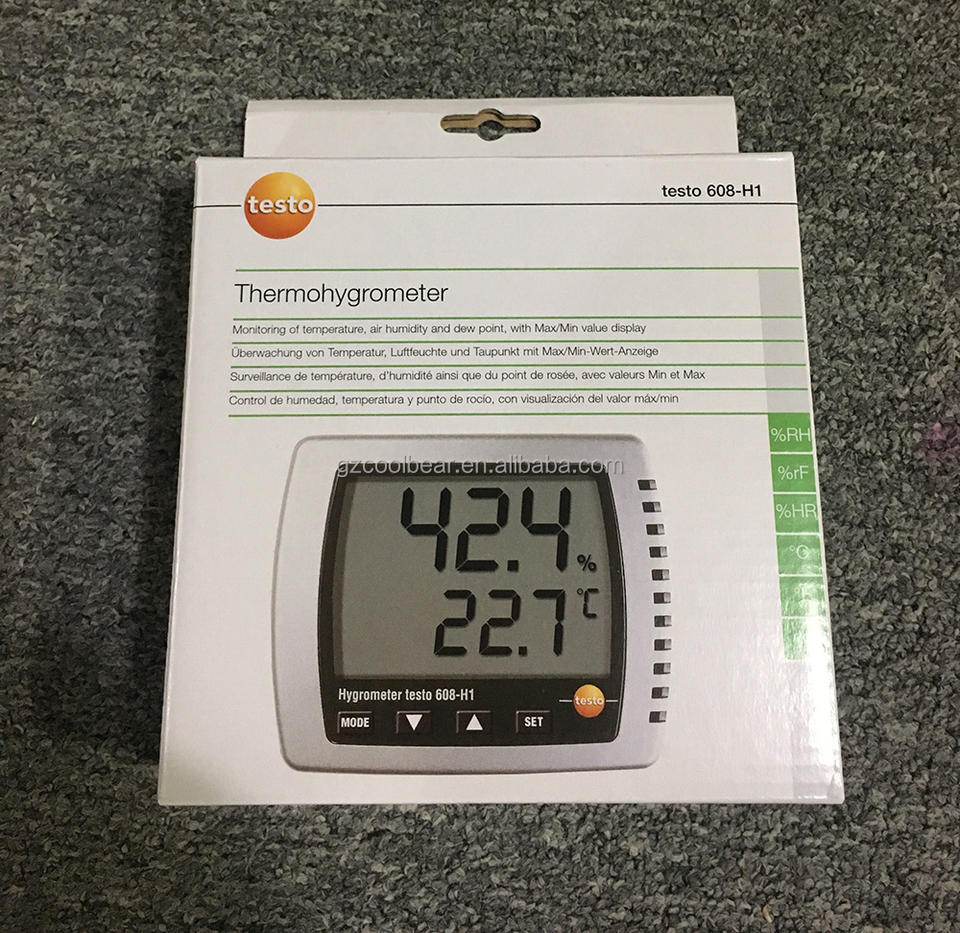 testo
testo 608-H1
Thermohygrometer
Monitoring of temperature, air humidity and dew point, with Max/Min value display
Überwachung von Temperatur, Luftfeuchte und Taupunkt mit Max/Min-Wert-Anzeige
Surveillance de température, d'humidité ainsi que du point de rosée, avec valeurs Min et Max
Control de humedad, temperatura y punto de rocío, con visualización del valor máx/min
%RH
%rF
%HR
°C
gzcoolbear.en.alibaba.com
42.4 %
22.7 °C
Hygrometer testo 608-H1
testo
MODE ▼ ▲ SET